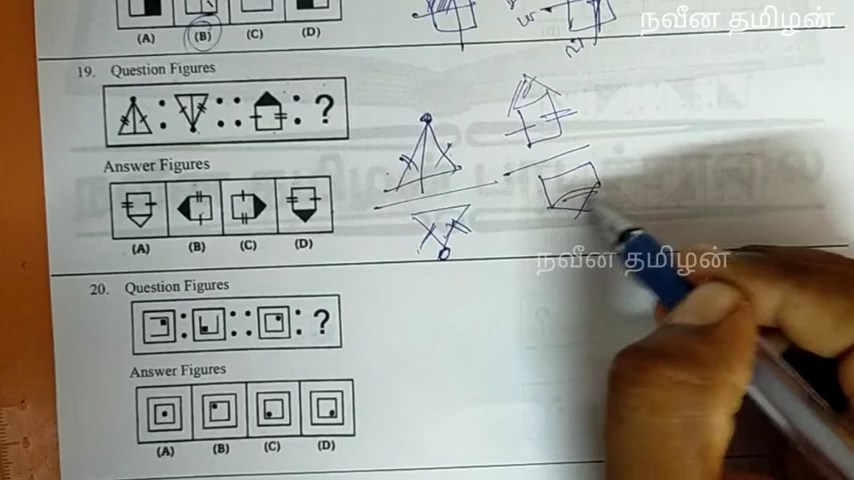 (A) (B) (C) (D)
நவீன தமிழன்
19. Question Figures
: :: : ?
Answer Figures
(A) (B) (C) (D)
நவீன தமிழன்
20. Question Figures
: :: : ?
Answer Figures
(A) (B) (C) (D)